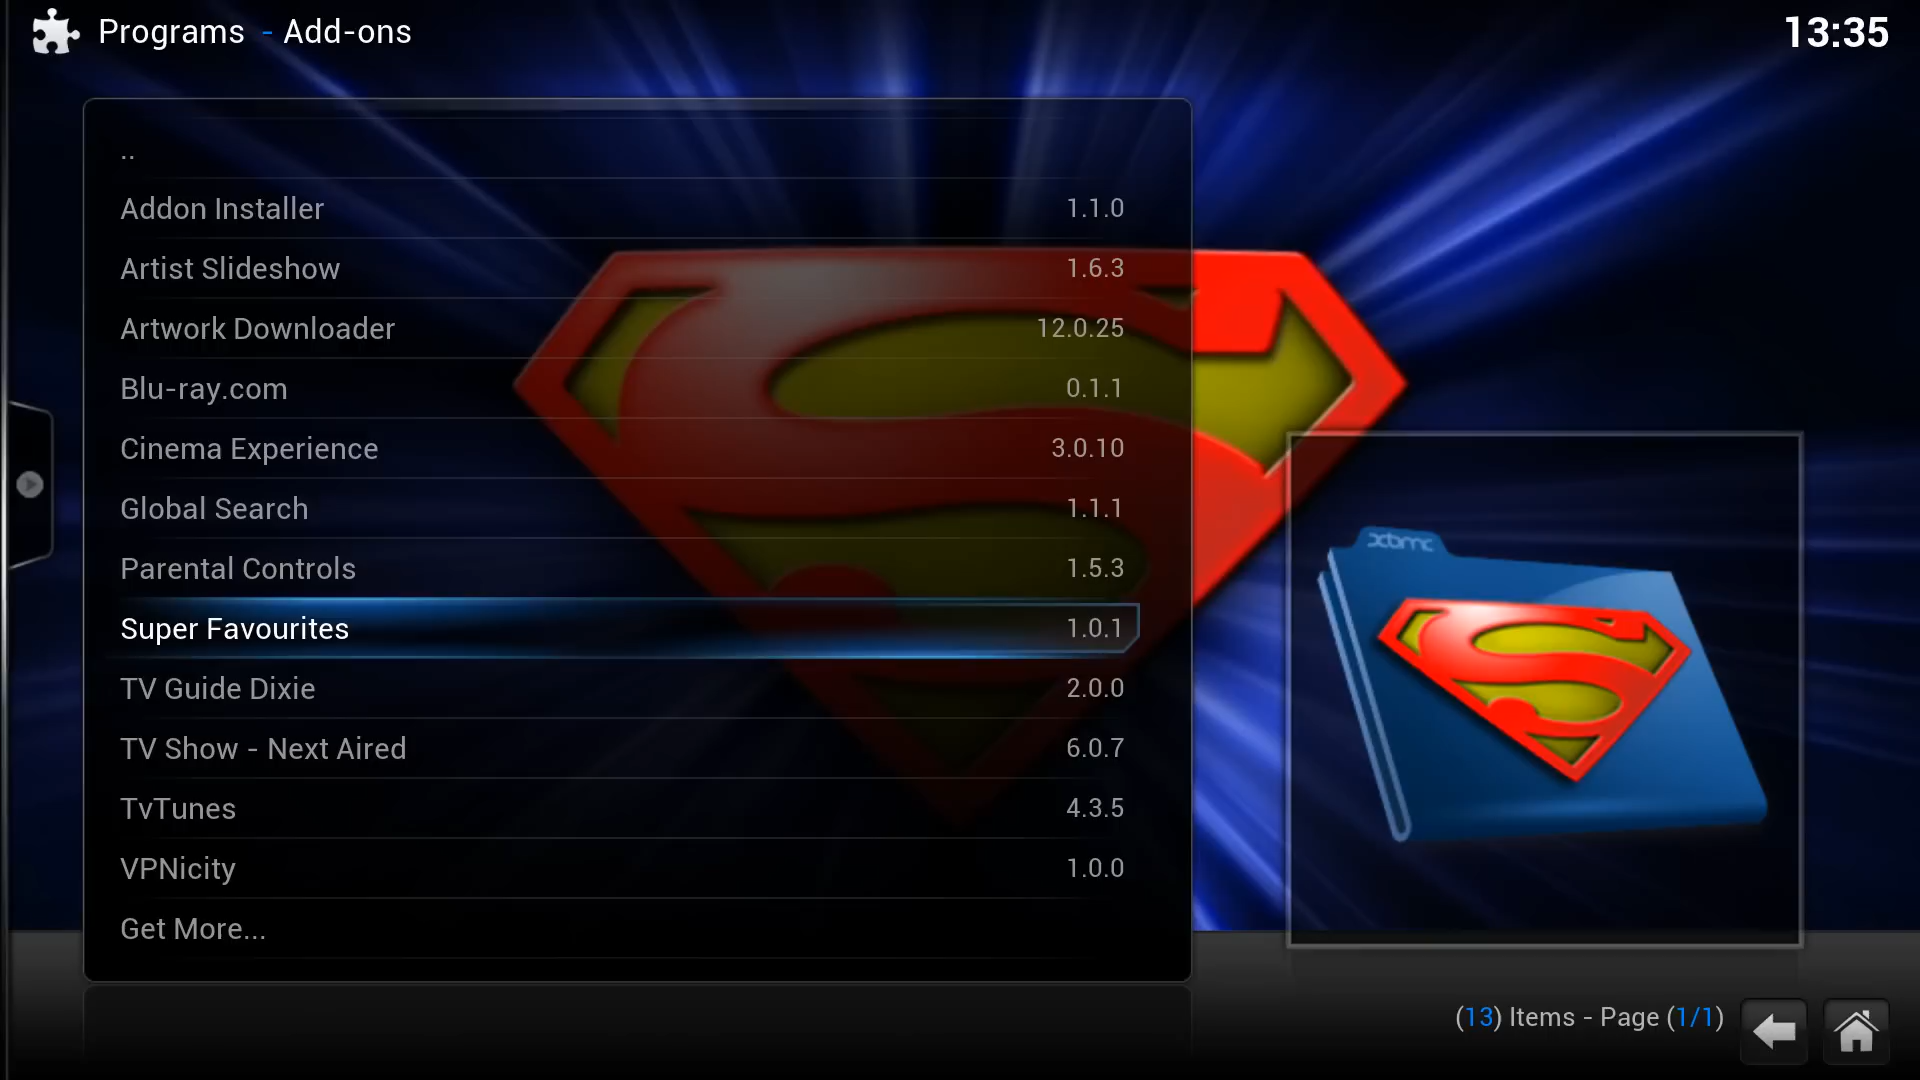 Programs - Add-ons
13:35
..
Addon Installer 1.1.0
Artist Slideshow 1.6.3
Artwork Downloader 12.0.25
Blu-ray.com 0.1.1
Cinema Experience 3.0.10
Global Search 1.1.1
Parental Controls 1.5.3
Super Favourites 1.0.1
TV Guide Dixie 2.0.0
TV Show - Next Aired 6.0.7
TvTunes 4.3.5
VPNicity 1.0.0
Get More...
xbmc
S
(13) Items - Page (1/1)